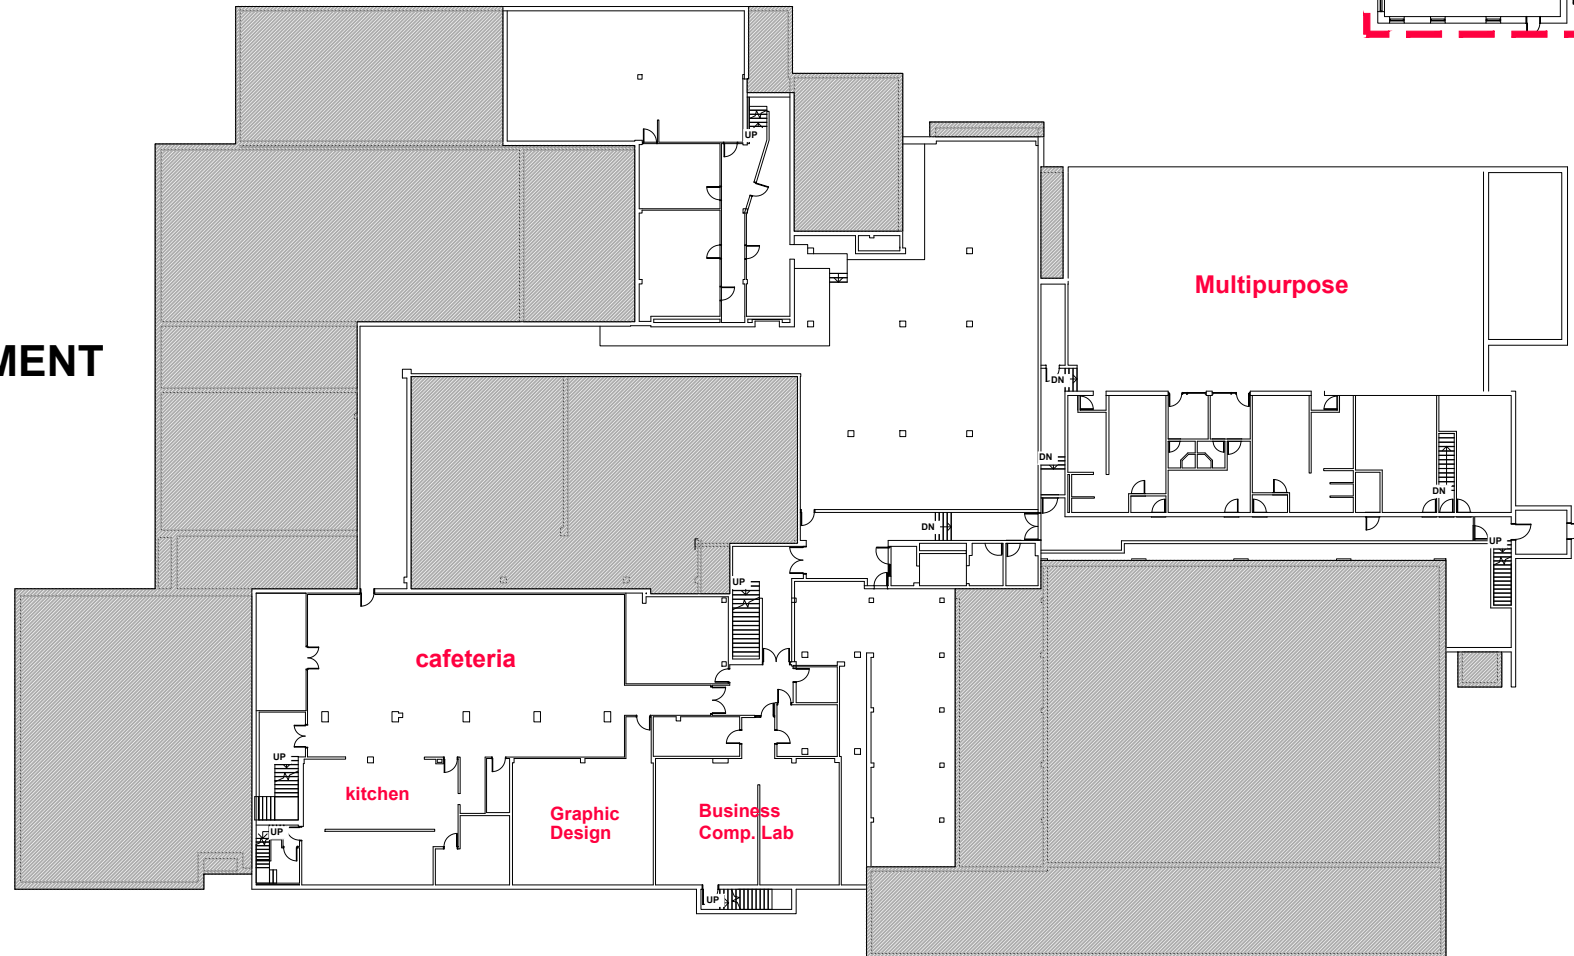 UP
Multipurpose
MENT
DN
DN
DN
DN
UP
UP
cafeteria
UP
kitchen
Graphic
Design
Business
Comp. Lab
UP
UP